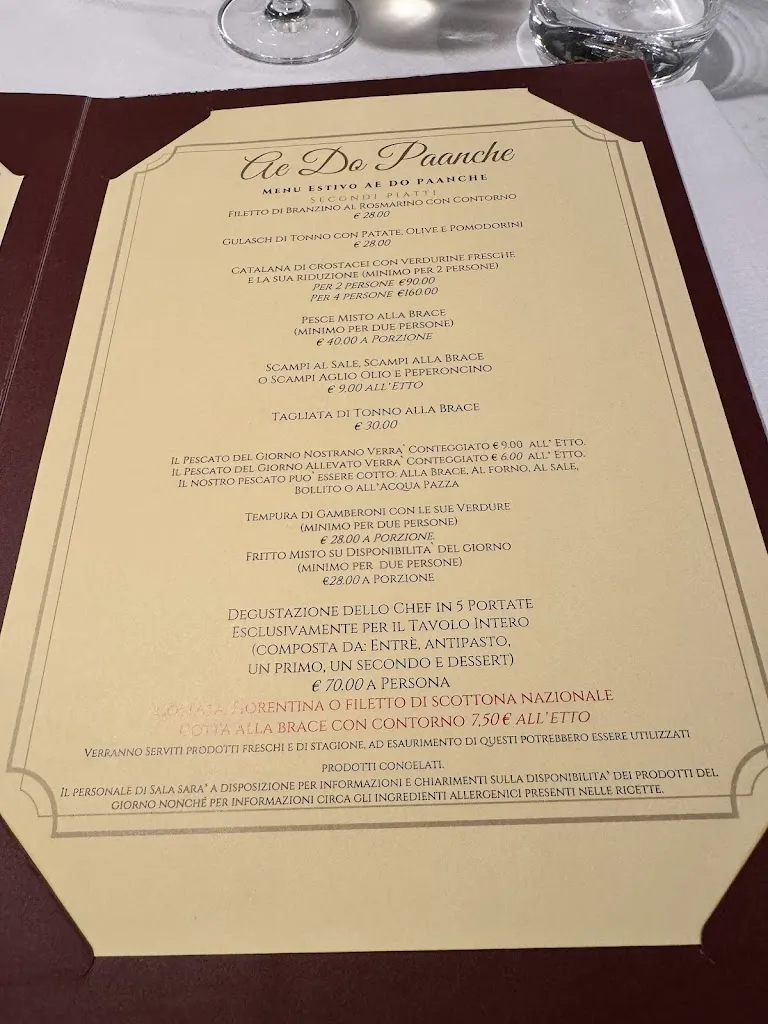 Ae Do Paanche
Menu Estivo Ae Do Paanche
Secondi Piatti
Filetto di Branzino al Rosmarino con Contorno
€ 28.00
Gulasch di Tonno con Patate, Olive e Pomodorini
€ 28.00
Catalana di Crostacei con Verdurine Fresche
e la sua Riduzione (minimo per 2 persone)
Per 2 persone €90.00
Per 4 persone €160.00
Pesce Misto alla Brace
(minimo per due persone)
€ 40.00 a Porzione
Scampi al Sale, Scampi alla Brace
o Scampi Aglio Olio e Peperoncino
€ 9.00 all'Etto
Tagliata di Tonno alla Brace
€ 30.00
Il Pescato del Giorno Nostrano Verra` Conteggiato € 9.00 all' Etto.
Il Pescato del Giorno Allevato Verra` Conteggiato € 6.00 all' Etto.
Il nostro pescato puo` essere cotto: alla Brace, al Forno, al Sale,
Bollito o all'Acqua Pazza
Tempura di Gamberoni con le sue Verdure
(minimo per due persone)
€ 28.00 a Porzione.
Fritto Misto su Disponibilita` del giorno
(minimo per due persone)
€28.00 a Porzione
Degustazione dello Chef in 5 Portate
Esclusivamente per il Tavolo Intero
(composta da: Entrè, antipasto,
un primo, un secondo e dessert)
€ 70.00 a Persona
Fiorentina o filetto di scottona nazionale
cotta alla brace con contorno 7,50 € all'etto
Verranno Serviti prodotti freschi e di stagione, ad esaurimento di questi potrebbero essere utilizzati
prodotti congelati.
Il personale di Sala sara' a disposizione per informazioni e chiarimenti sulla disponibilita' dei prodotti del
giorno nonché per informazioni circa gli ingredienti allergenici presenti nelle ricette.